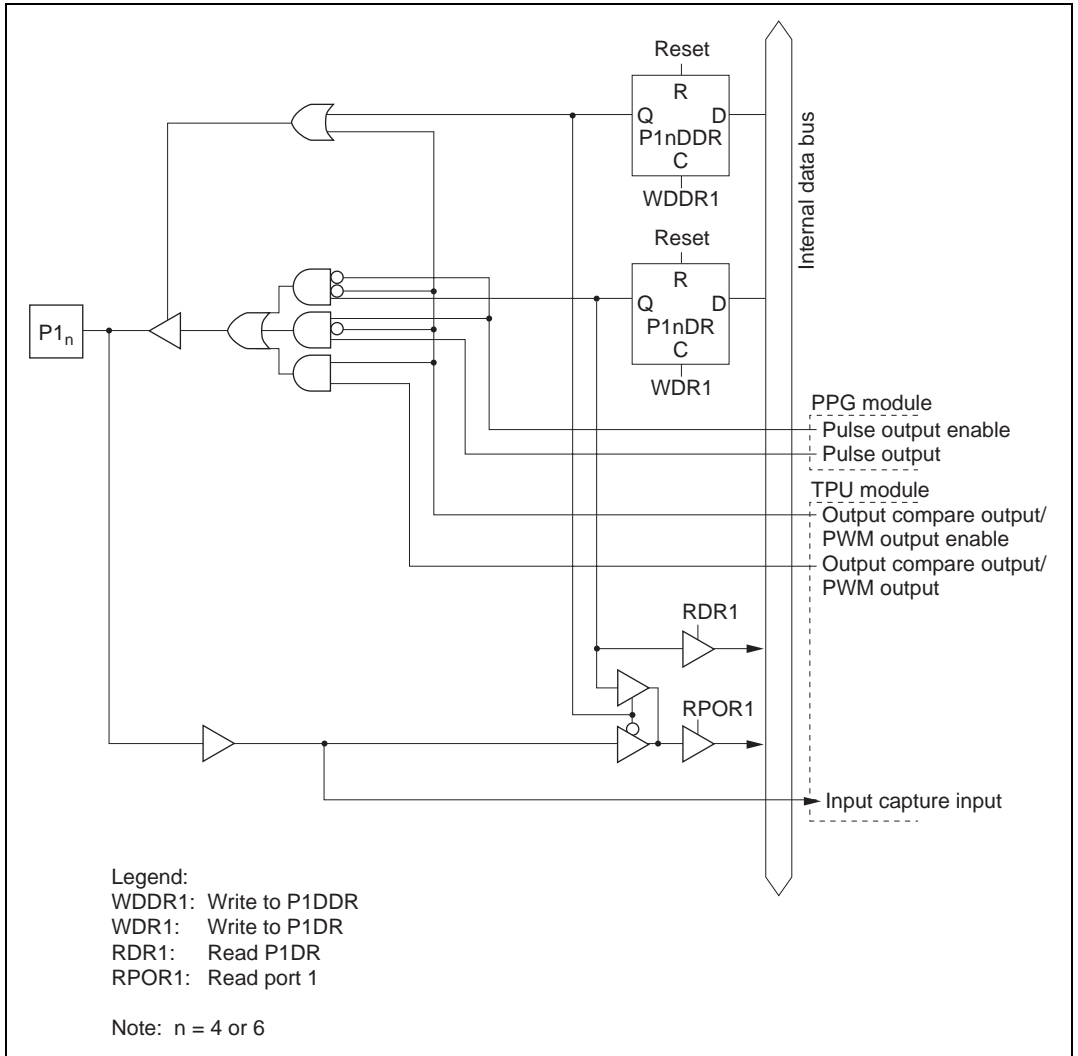 Reset
R
Q D
P1nDDR
C
WDDR1
Internal data bus
Reset
R
Q D
P1nDR
C
WDR1
P1n
PPG module
Pulse output enable
Pulse output
TPU module
Output compare output/
PWM output enable
Output compare output/
PWM output
RDR1
RPOR1
Input capture input
Legend:
WDDR1: Write to P1DDR
WDR1: Write to P1DR
RDR1: Read P1DR
RPOR1: Read port 1
Note: n = 4 or 6